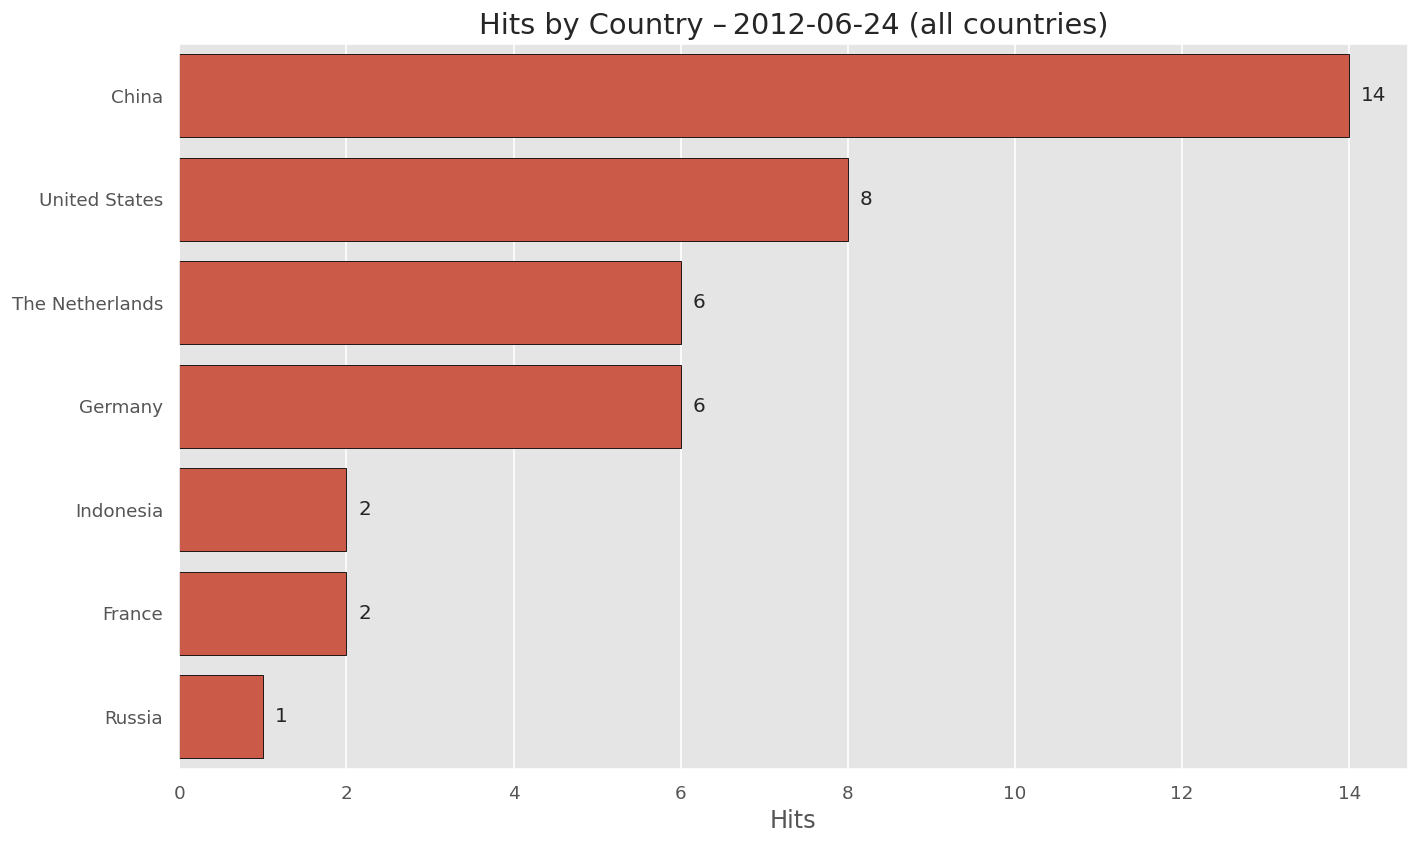 Hits by Country – 2012-06-24 (all countries)
China 14
United States 8
The Netherlands 6
Germany 6
Indonesia 2
France 2
Russia 1
0 2 4 6 8 10 12 14
Hits